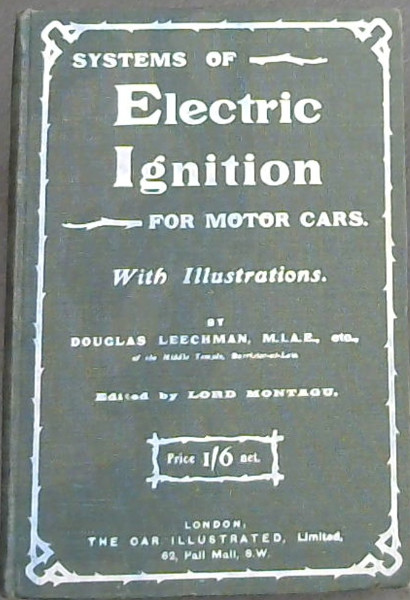 SYSTEMS OF
Electric
Ignition
FOR MOTOR CARS.
With Illustrations.
BY
DOUGLAS LEECHMAN, M.I.A.E., etc.,
of the Middle Temple, Barrister-at-Law
Edited by LORD MONTAGU.
Price 1/6 net.
LONDON:
THE CAR ILLUSTRATED, Limited,
62, Pall Mall, S.W.